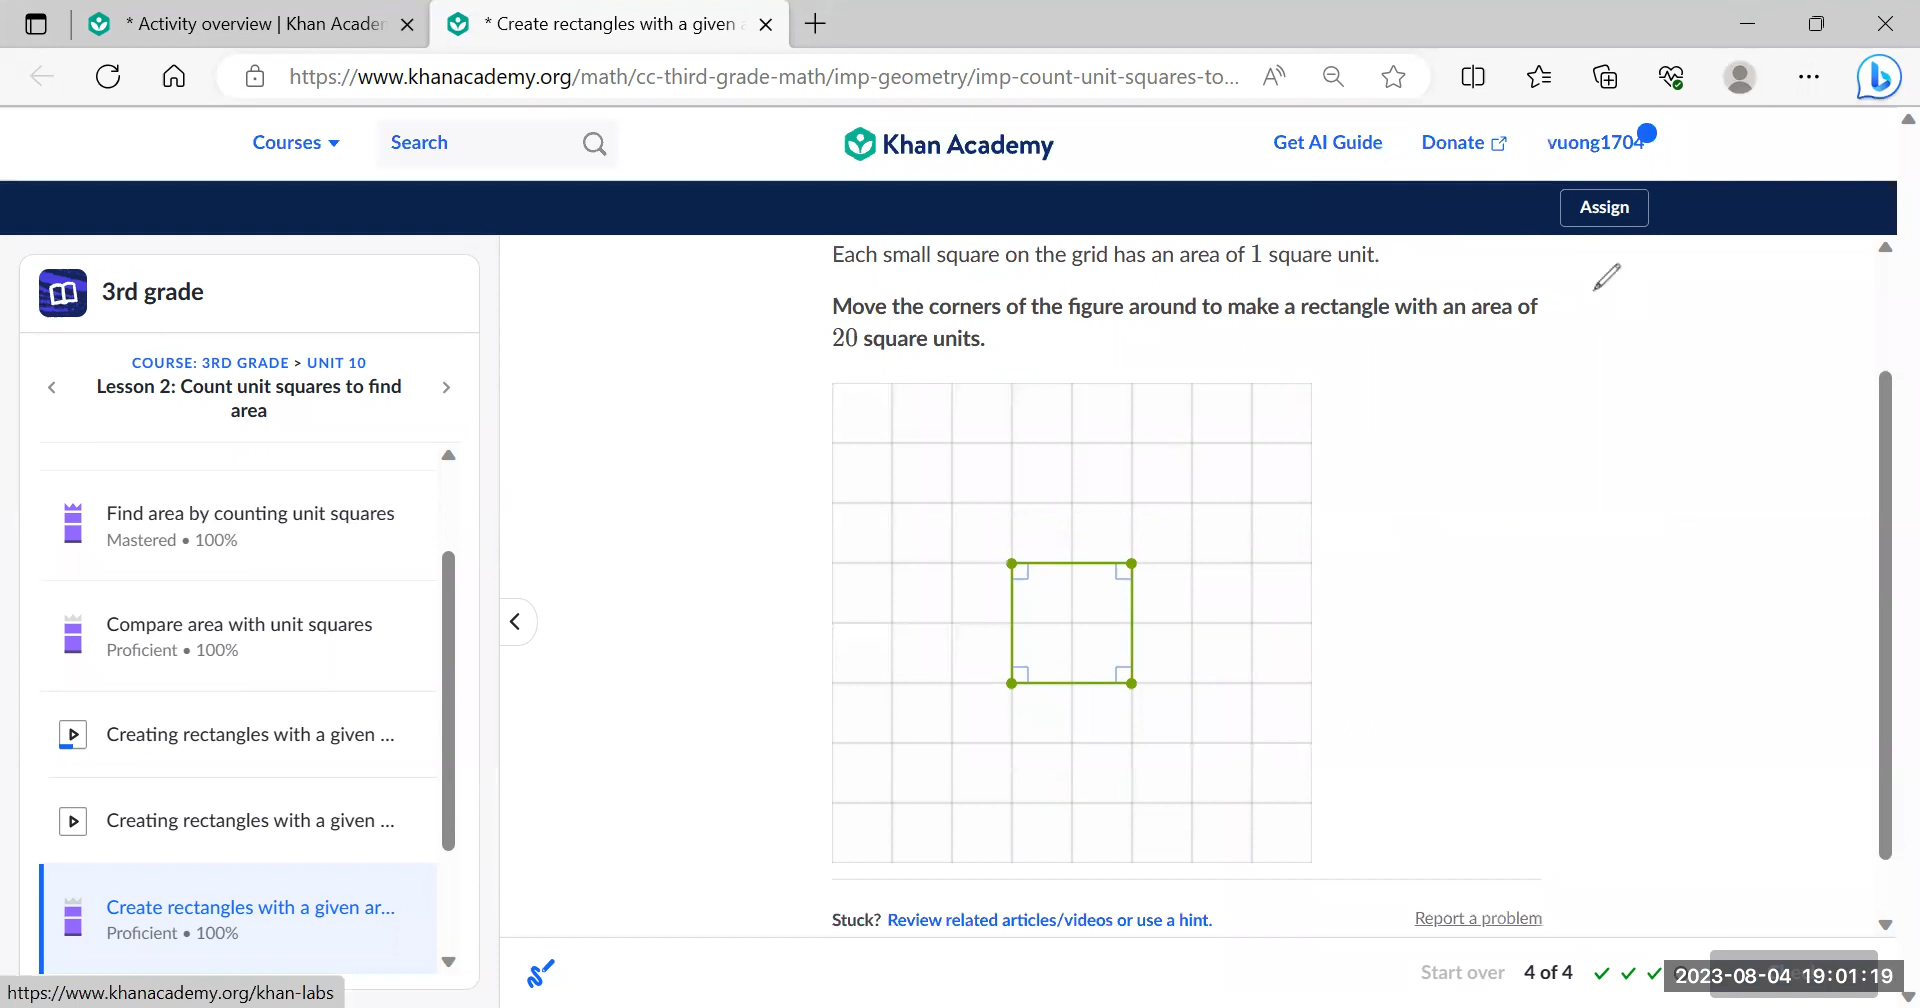 * Activity overview | Khan Acade
* Create rectangles with a given
https://www.khanacademy.org/math/cc-third-grade-math/imp-geometry/imp-count-unit-squares-to...
Courses
Search
Khan Academy
Get AI Guide
Donate
vuong1704
Assign
3rd grade
COURSE: 3RD GRADE > UNIT 10
Lesson 2: Count unit squares to find
area
Find area by counting unit squares
Mastered • 100%
Compare area with unit squares
Proficient • 100%
Creating rectangles with a given ...
Creating rectangles with a given ...
Create rectangles with a given ar...
Proficient • 100%
Each small square on the grid has an area of 1 square unit.
Move the corners of the figure around to make a rectangle with an area of
20 square units.
Stuck? Review related articles/videos or use a hint.
Report a problem
Start over
4 of 4
2023-08-04 19:01:19
https://www.khanacademy.org/khan-labs